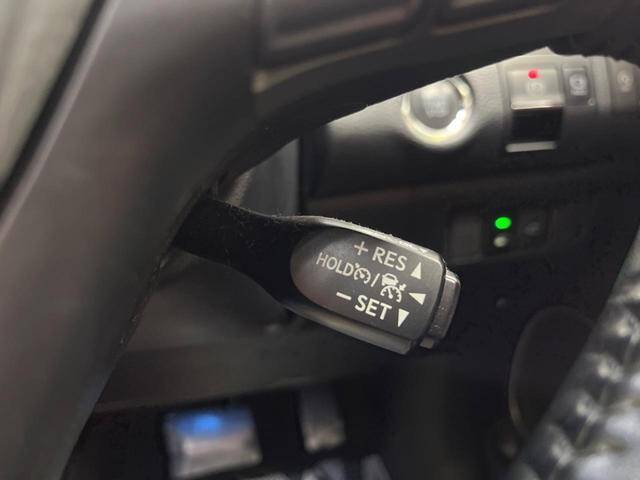 + RES ▲
HOLD /
− SET ▼